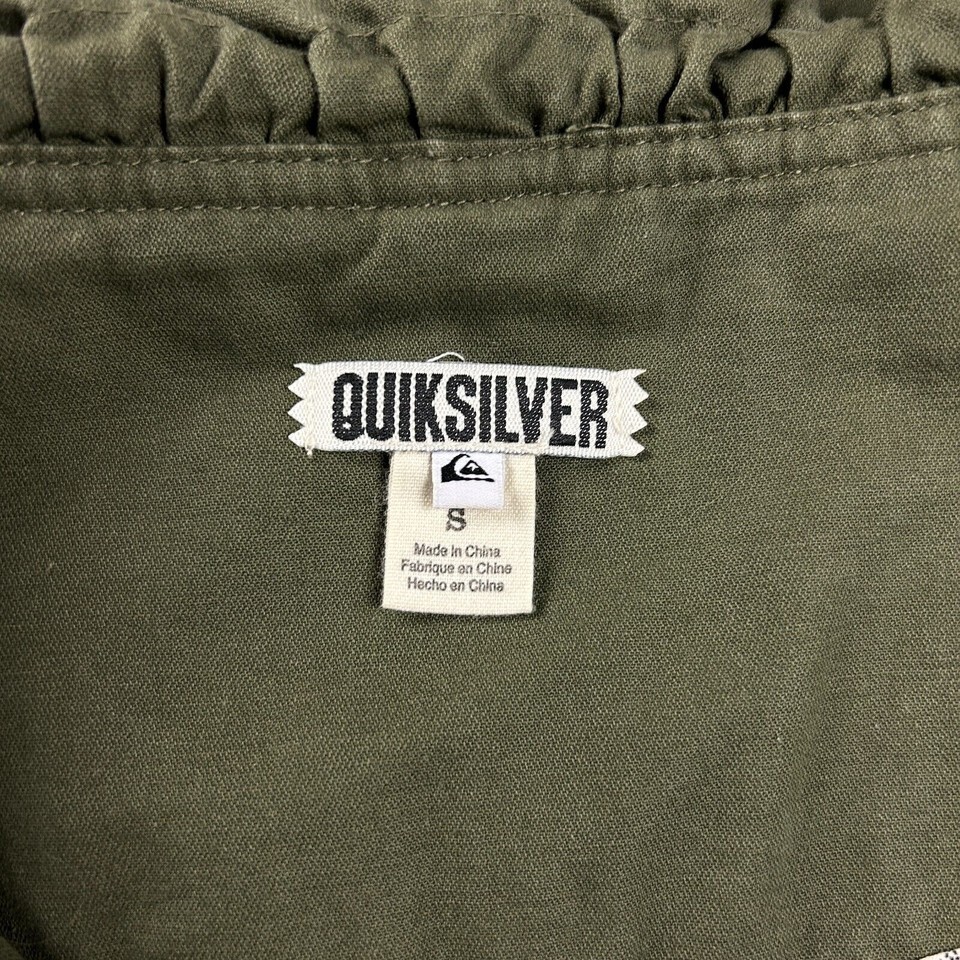 QUIKSILVER
S
Made in China
Fabrique en Chine
Hecho en China